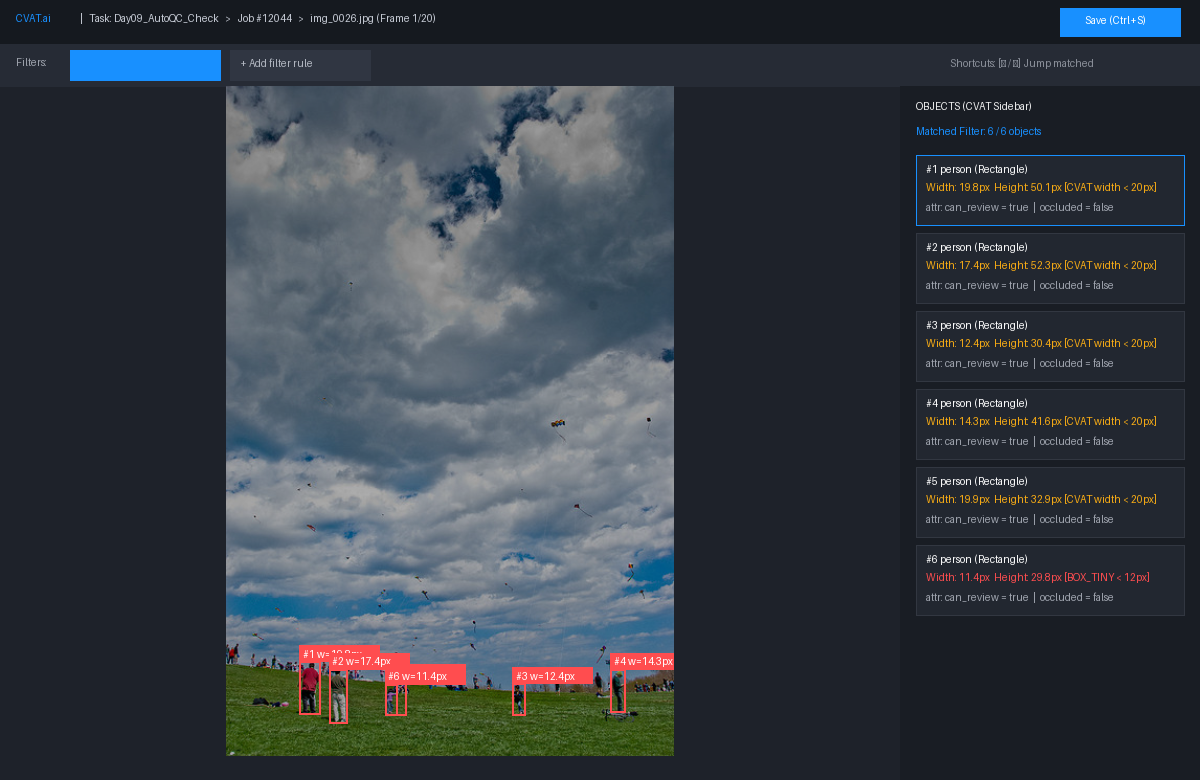 CVAT.ai | Task: Day09_AutoQC_Check > Job #12044 > img_0026.jpg (Frame 1/20)
Save (Ctrl+S)
Filters:
+ Add filter rule
Shortcuts: [▯/▯] Jump matched
OBJECTS (CVAT Sidebar)
Matched Filter: 6 / 6 objects
#1 person (Rectangle)
Width: 19.8px Height: 50.1px [CVAT width < 20px]
attr: can_review = true | occluded = false
#2 person (Rectangle)
Width: 17.4px Height: 52.3px [CVAT width < 20px]
attr: can_review = true | occluded = false
#3 person (Rectangle)
Width: 12.4px Height: 30.4px [CVAT width < 20px]
attr: can_review = true | occluded = false
#4 person (Rectangle)
Width: 14.3px Height: 41.6px [CVAT width < 20px]
attr: can_review = true | occluded = false
#5 person (Rectangle)
Width: 19.9px Height: 32.9px [CVAT width < 20px]
attr: can_review = true | occluded = false
#6 person (Rectangle)
Width: 11.4px Height: 29.8px [BOX_TINY < 12px]
attr: can_review = true | occluded = false
#1 w=19.8px
#2 w=17.4px
#6 w=11.4px
#3 w=12.4px
#4 w=14.3px